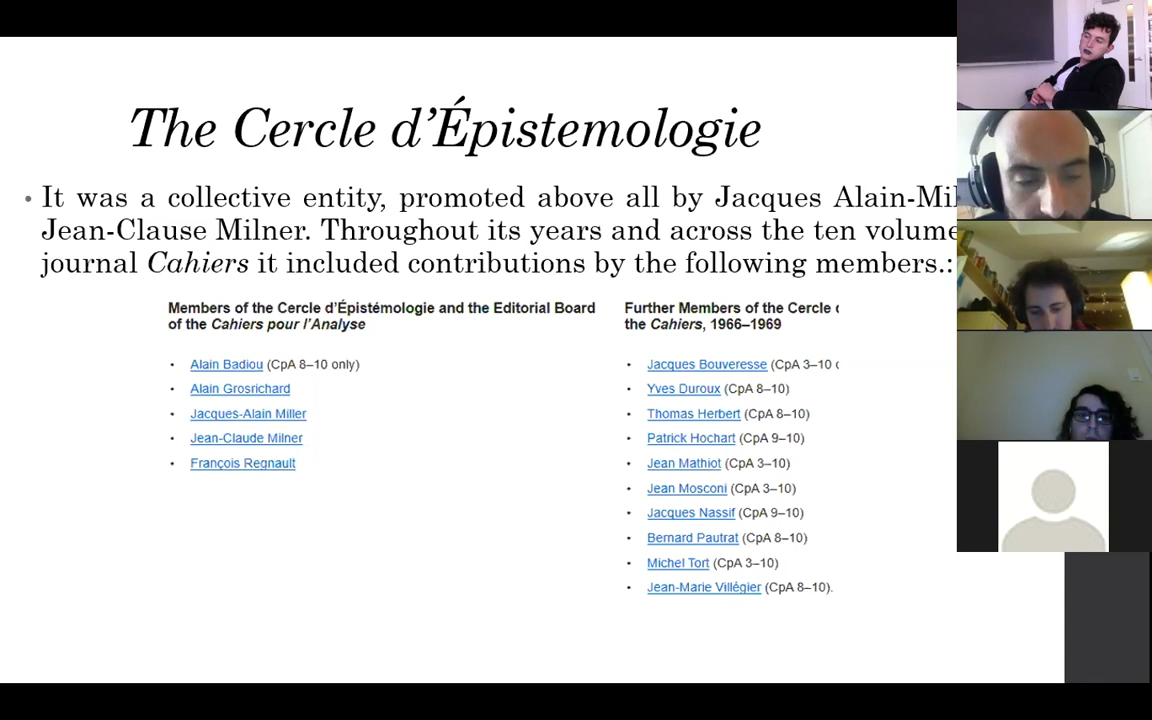 The Cercle d’Épistemologie
• It was a collective entity, promoted above all by Jacques Alain-Mil
Jean-Clause Milner. Throughout its years and across the ten volume
journal Cahiers it included contributions by the following members.:
Members of the Cercle d’Épistémologie and the Editorial Board
of the Cahiers pour l’Analyse
• Alain Badiou (CpA 8–10 only)
• Alain Grosrichard
• Jacques-Alain Miller
• Jean-Claude Milner
• François Regnault
Further Members of the Cercle
the Cahiers, 1966–1969
• Jacques Bouveresse (CpA 3–10
• Yves Duroux (CpA 8–10)
• Thomas Herbert (CpA 8–10)
• Patrick Hochart (CpA 9–10)
• Jean Mathiot (CpA 3–10)
• Jean Mosconi (CpA 3–10)
• Jacques Nassif (CpA 9–10)
• Bernard Pautrat (CpA 8–10)
• Michel Tort (CpA 3–10)
• Jean-Marie Villégier (CpA 8–10).